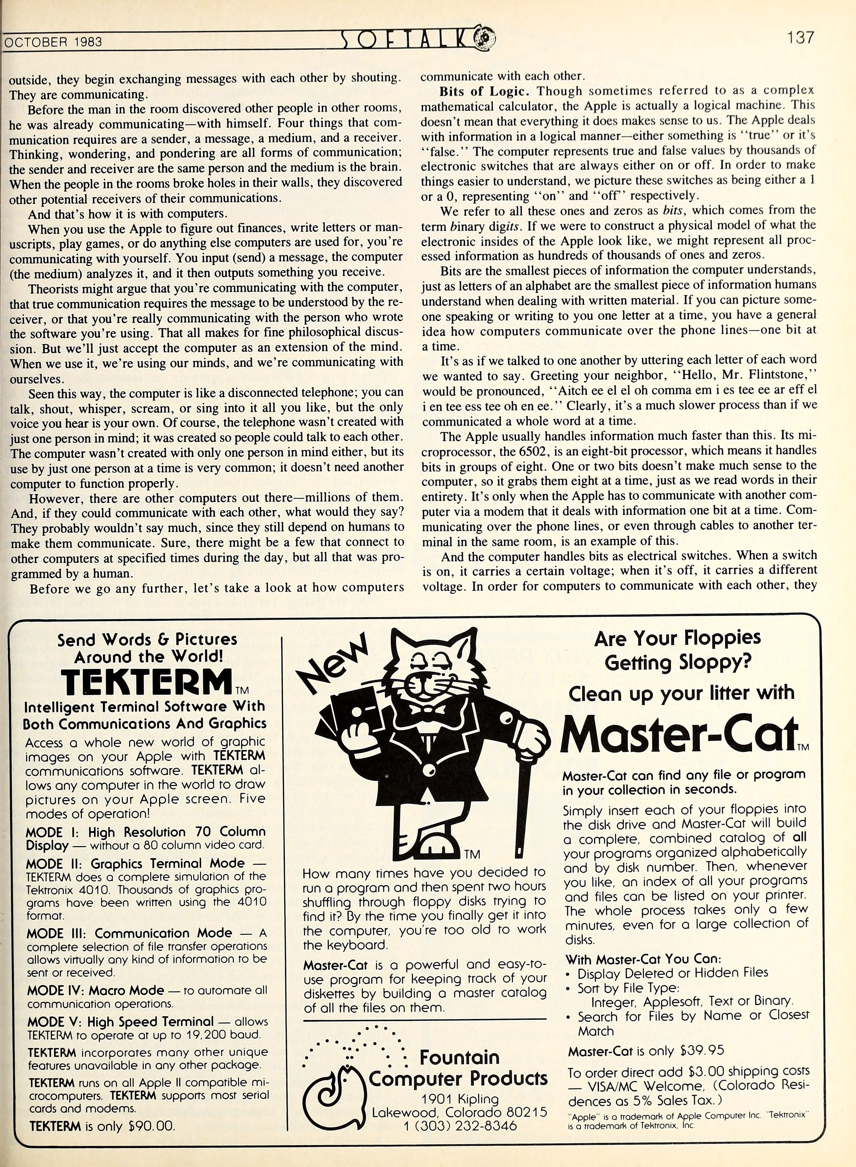 OCTOBER 1983
SOFTALK
137
outside, they begin exchanging messages with each other by shouting.
They are communicating.
Before the man in the room discovered other people in other rooms,
he was already communicating—with himself. Four things that com-
munication requires are a sender, a message, a medium, and a receiver.
Thinking, wondering, and pondering are all forms of communication;
the sender and receiver are the same person and the medium is the brain.
When the people in the rooms broke holes in their walls, they discovered
other potential receivers of their communications.
And that's how it is with computers.
When you use the Apple to figure out finances, write letters or man-
uscripts, play games, or do anything else computers are used for, you're
communicating with yourself. You input (send) a message, the computer
(the medium) analyzes it, and it then outputs something you receive.
Theorists might argue that you're communicating with the computer,
that true communication requires the message to be understood by the re-
ceiver, or that you're really communicating with the person who wrote
the software you're using. That all makes for fine philosophical discus-
sion. But we'll just accept the computer as an extension of the mind.
When we use it, we're using our minds, and we're communicating with
ourselves.
Seen this way, the computer is like a disconnected telephone; you can
talk, shout, whisper, scream, or sing into it all you like, but the only
voice you hear is your own. Of course, the telephone wasn't created with
just one person in mind; it was created so people could talk to each other.
The computer wasn't created with only one person in mind either, but its
use by just one person at a time is very common; it doesn't need another
computer to function properly.
However, there are other computers out there—millions of them.
And, if they could communicate with each other, what would they say?
They probably wouldn't say much, since they still depend on humans to
make them communicate. Sure, there might be a few that connect to
other computers at specified times during the day, but all that was pro-
grammed by a human.
Before we go any further, let's take a look at how computers
communicate with each other.
Bits of Logic. Though sometimes referred to as a complex
mathematical calculator, the Apple is actually a logical machine. This
doesn't mean that everything it does makes sense to us. The Apple deals
with information in a logical manner—either something is ''true'' or it's
''false.'' The computer represents true and false values by thousands of
electronic switches that are always either on or off. In order to make
things easier to understand, we picture these switches as being either a 1
or a 0, representing ''on'' and ''off'' respectively.
We refer to all these ones and zeros as bits, which comes from the
term binary digits. If we were to construct a physical model of what the
electronic insides of the Apple look like, we might represent all proc-
essed information as hundreds of thousands of ones and zeros.
Bits are the smallest pieces of information the computer understands,
just as letters of an alphabet are the smallest piece of information humans
understand when dealing with written material. If you can picture some-
one speaking or writing to you one letter at a time, you have a general
idea how computers communicate over the phone lines—one bit at
a time.
It's as if we talked to one another by uttering each letter of each word
we wanted to say. Greeting your neighbor, ''Hello, Mr. Flintstone,''
would be pronounced, ''Aitch ee el el oh comma em i es tee ee ar eff el
i en tee ess tee oh en ee.'' Clearly, it's a much slower process than if we
communicated a whole word at a time.
The Apple usually handles information much faster than this. Its mi-
croprocessor, the 6502, is an eight-bit processor, which means it handles
bits in groups of eight. One or two bits doesn't make much sense to the
computer, so it grabs them eight at a time, just as we read words in their
entirety. It's only when the Apple has to communicate with another com-
puter via a modem that it deals with information one bit at a time. Com-
municating over the phone lines, or even through cables to another ter-
minal in the same room, is an example of this.
And the computer handles bits as electrical switches. When a switch
is on, it carries a certain voltage; when it's off, it carries a different
voltage. In order for computers to communicate with each other, they
Send Words & Pictures
Around the World!
TEKTERM TM
Intelligent Terminal Software With
Both Communications And Graphics
Access a whole new world of graphic
images on your Apple with TEKTERM
communications software. TEKTERM al-
lows any computer in the world to draw
pictures on your Apple screen. Five
modes of operation!
MODE I: High Resolution 70 Column
Display — without a 80 column video card.
MODE II: Graphics Terminal Mode —
TEKTERM does a complete simulation of the
Tektronix 4010. Thousands of graphics pro-
grams have been written using the 4010
format.
MODE III: Communication Mode — A
complete selection of file transfer operations
allows virtually any kind of information to be
sent or received.
MODE IV: Macro Mode — to automate all
communication operations.
MODE V: High Speed Terminal — allows
TEKTERM to operate at up to 19,200 baud.
TEKTERM incorporates many other unique
features unavailable in any other package.
TEKTERM runs on all Apple II compatible mi-
crocomputers. TEKTERM supports most serial
cards and modems.
TEKTERM is only $90.00.
New
TM
How many times have you decided to
run a program and then spent two hours
shuffling through floppy disks trying to
find it? By the time you finally get it into
the computer, you're too old to work
the keyboard.
Master-Cat is a powerful and easy-to-
use program for keeping track of your
diskettes by building a master catalog
of all the files on them.
Fountain
Computer Products
1901 Kipling
Lakewood, Colorado 80215
1 (303) 232-8346
Are Your Floppies
Getting Sloppy?
Clean up your litter with
Master-Cat TM
Master-Cat can find any file or program
in your collection in seconds.
Simply insert each of your floppies into
the disk drive and Master-Cat will build
a complete, combined catalog of all
your programs organized alphabetically
and by disk number. Then, whenever
you like, an index of all your programs
and files can be listed on your printer.
The whole process takes only a few
minutes, even for a large collection of
disks.
With Master-Cat You Can:
• Display Deleted or Hidden Files
• Sort by File Type:
Integer, Applesoft, Text or Binary.
• Search for Files by Name or Closest
Match
Master-Cat is only $39.95
To order direct add $3.00 shipping costs
— VISA/MC Welcome, (Colorado Resi-
dences as 5% Sales Tax.)
"Apple" is a trademark of Apple Computer Inc. "Tektronix"
is a trademark of Tektronix, Inc.